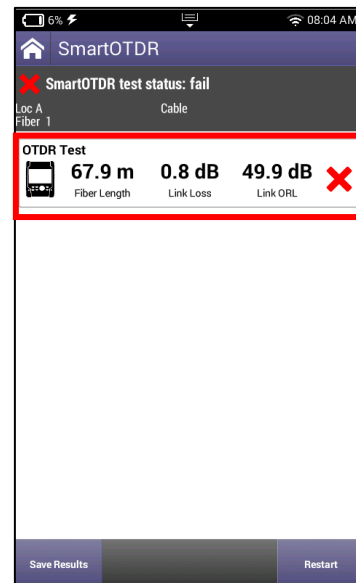 6% 08:04 AM
SmartOTDR
SmartOTDR test status: fail
Loc A Cable
Fiber 1
OTDR Test
67.9 m 0.8 dB 49.9 dB
Fiber Length Link Loss Link ORL
Save Results Restart